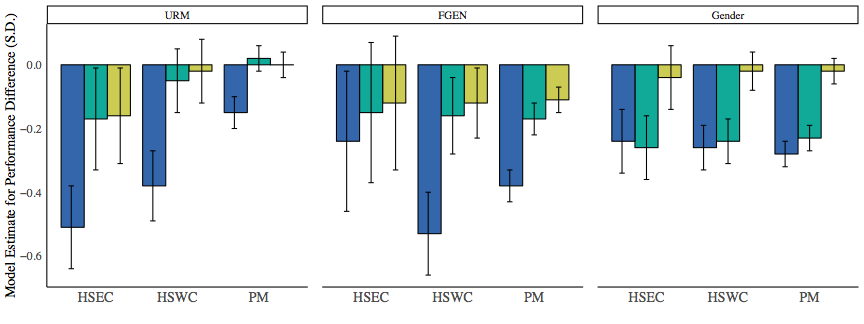 URM
FGEN
Gender
Model Estimate for Performance Difference (S.D.)
0.0
−0.2
−0.4
−0.6
HSEC
HSWC
PM
HSEC
HSWC
PM
HSEC
HSWC
PM